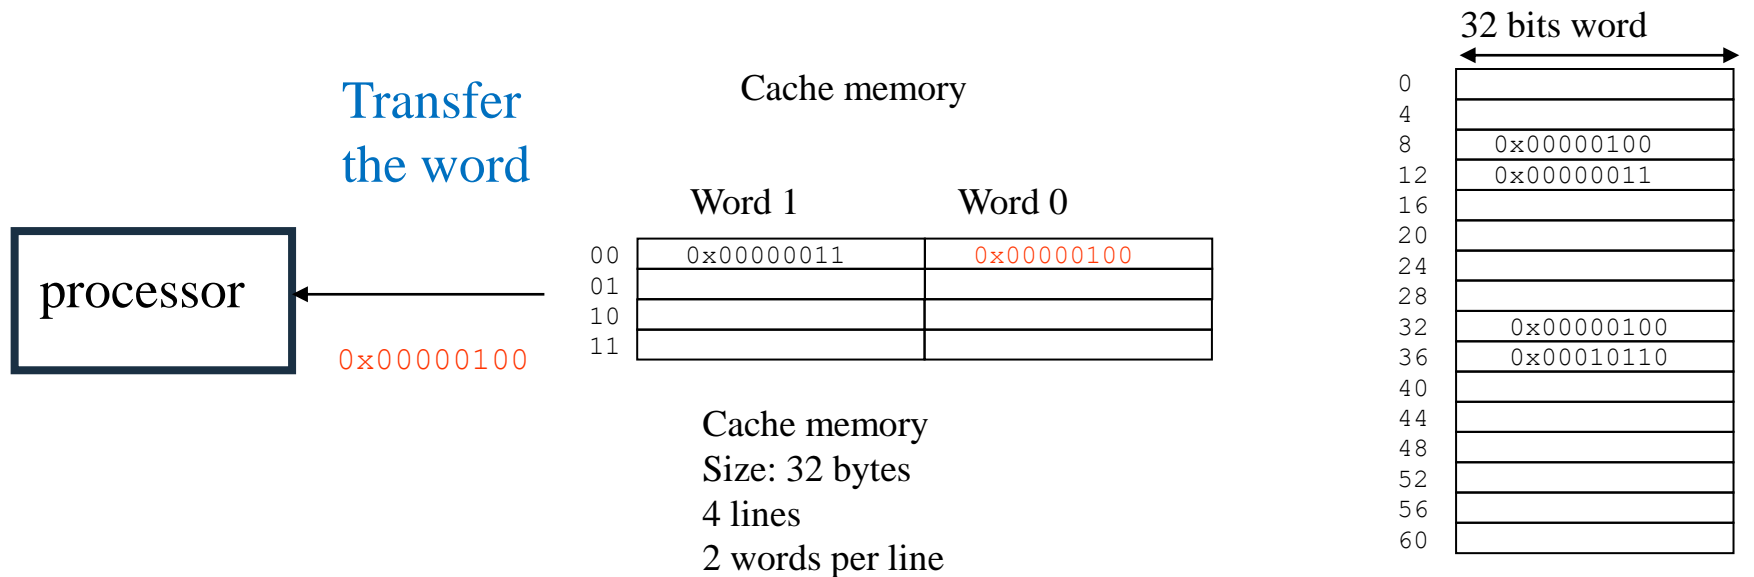 32 bits word
Cache memory
Transfer
the word
0
4
8 0x00000100
12 0x00000011
16
20
24
28
32 0x00000100
36 0x00010110
40
44
48
52
56
60
Word 1 Word 0
00 0x00000011 0x00000100
01
10
11
processor
0x00000100
Cache memory
Size: 32 bytes
4 lines
2 words per line